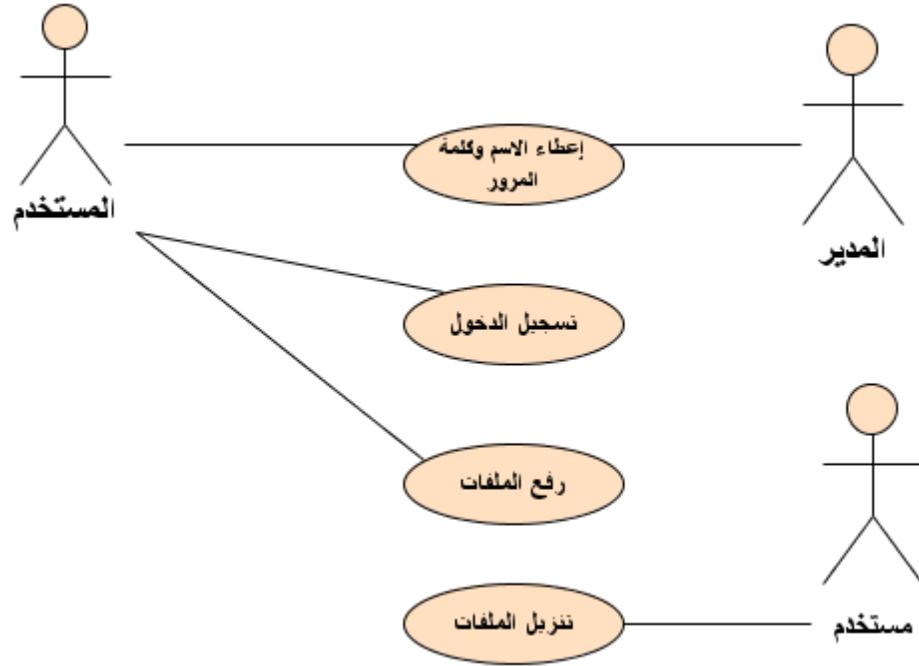 إعطاء الاسم وكلمة
المرور
المستخدم
المدير
تسجيل الدخول
رفع الملفات
تنزيل الملفات
مستخدم